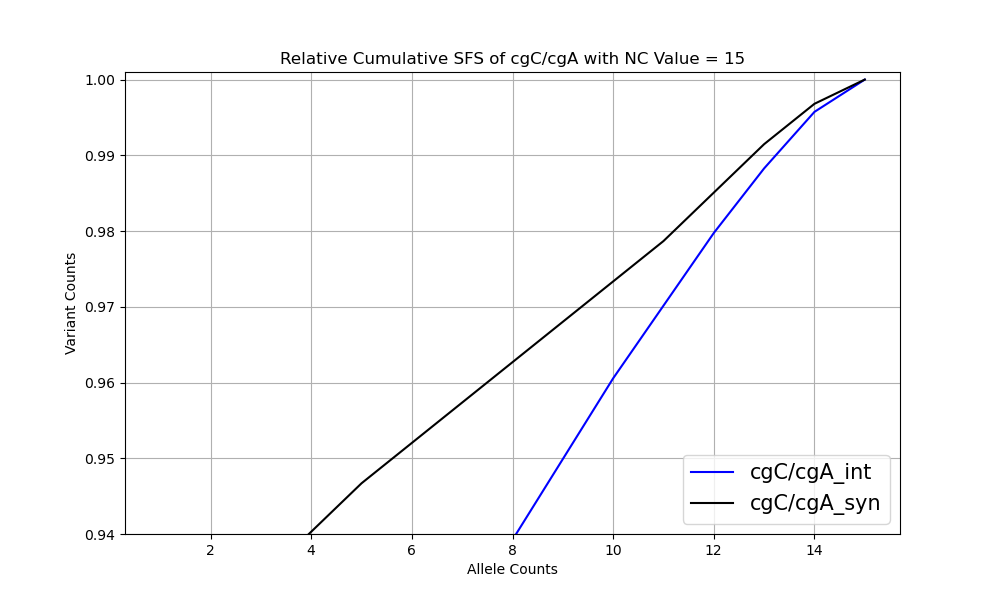 Relative Cumulative SFS of cgC/cgA with NC Value = 15
Variant Counts
1.00
0.99
0.98
0.97
0.96
0.95
0.94
2 4 6 8 10 12 14
Allele Counts
cgC/cgA_int
cgC/cgA_syn